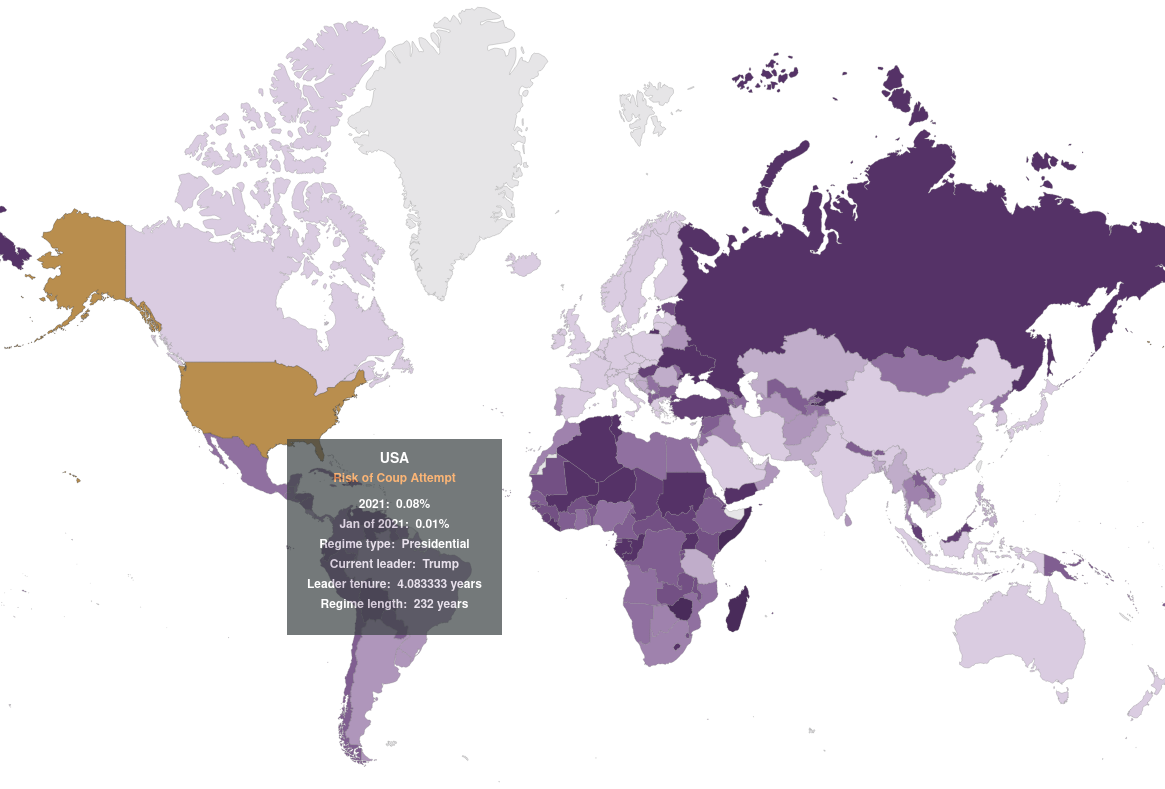 USA
Risk of Coup Attempt
2021: 0.08%
Jan of 2021: 0.01%
Regime type: Presidential
Current leader: Trump
Leader tenure: 4.083333 years
Regime length: 232 years